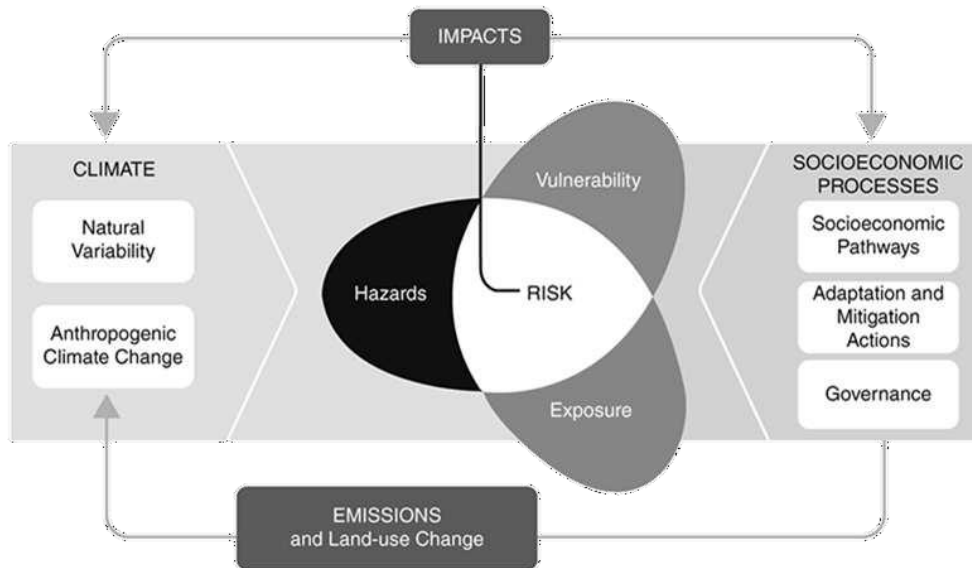 IMPACTS
CLIMATE
Natural
Variability
Anthropogenic
Climate Change
Vulnerability
Hazards
RISK
Exposure
SOCIOECONOMIC
PROCESSES
Socioeconomic
Pathways
Adaptation and
Mitigation
Actions
Governance
EMISSIONS
and Land-use Change